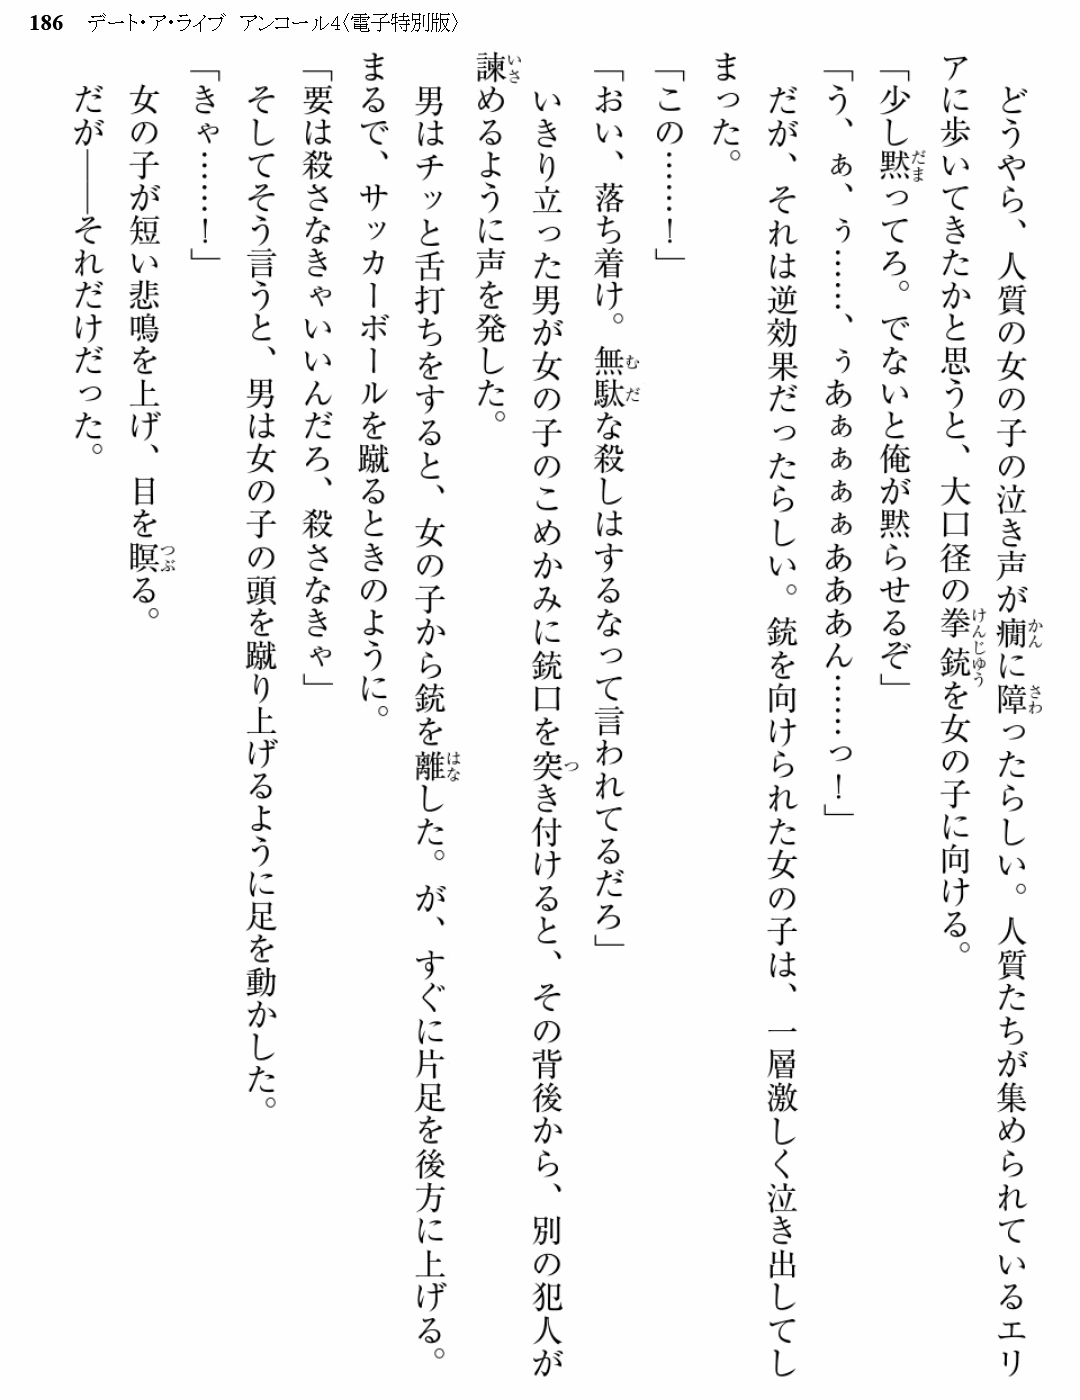 186 デート・ア・ライブ アンコール4〈電子特別版〉
　どうやら、人質の女の子の泣き声が癇に障ったらしい。人質たちが集められているエリ
アに歩いてきたかと思うと、大口径の拳銃を女の子に向ける。
「少し黙ってろ。でないと俺が黙らせるぞ」
「う、ぁ、ぅ……、ぅあぁぁぁぁあああん……っ！」
　だが、それは逆効果だったらしい。銃を向けられた女の子は、一層激しく泣き出してし
まった。
「この……！」
「おい、落ち着け。無駄な殺しはするなって言われてるだろ」
　いきり立った男が女の子のこめかみに銃口を突き付けると、その背後から、別の犯人が
諫めるように声を発した。
　男はチッと舌打ちをすると、女の子から銃を離した。が、すぐに片足を後方に上げる。
まるで、サッカーボールを蹴るときのように。
「要は殺さなきゃいいんだろ、殺さなきゃ」
　そしてそう言うと、男は女の子の頭を蹴り上げるように足を動かした。
「きゃ……！」
　女の子が短い悲鳴を上げ、目を瞑る。
　だが――それだけだった。